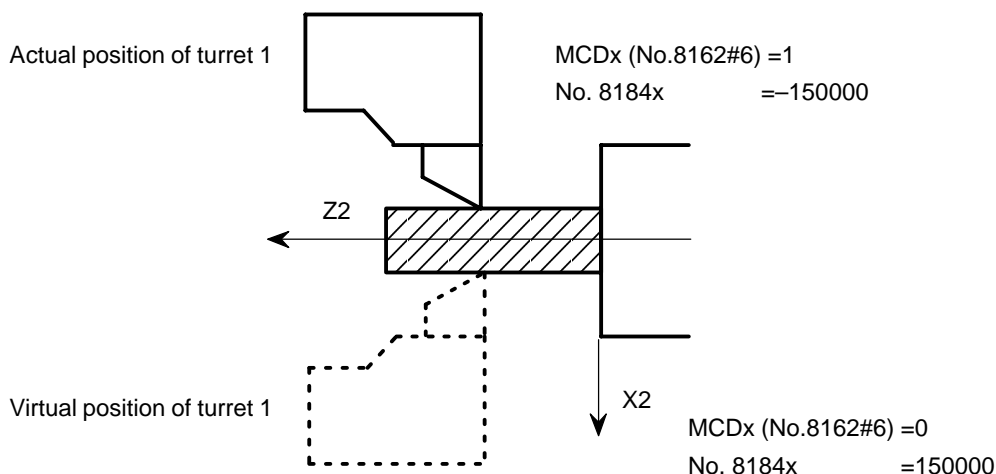 Actual position of turret 1
MCDx (No.8162#6) =1
No. 8184x =–150000
Z2
Virtual position of turret 1
X2
MCDx (No.8162#6) =0
No. 8184x =150000